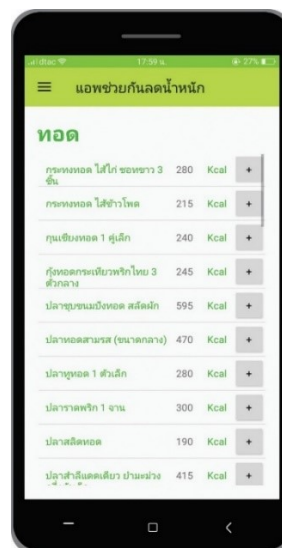 dtac 17:59 น. 27%
แอพช่วยกันลดน้ำหนัก
ทอด
กระทงทอด ไส้ไก่ ซอทขาว 3 280 Kcal +
ชิ้น
กระทงทอด ไส้ข้าวโพด 215 Kcal +
กุนเชียงทอด 1 คู่เล็ก 240 Kcal +
กุ้งทอดกระเทียมพริกไทย 3 245 Kcal +
ตัวกลาง
ปลาชุบขนมปังทอด สลัดผัก 595 Kcal +
ปลาทอดสามรส (ขนาดกลาง) 470 Kcal +
ปลาทูทอด 1 ตัวเล็ก 280 Kcal +
ปลาราดพริก 1 จาน 300 Kcal +
ปลาสลิดทอด 190 Kcal +
ปลาสำลีแดดเดียว ยำมะม่วง 415 Kcal +